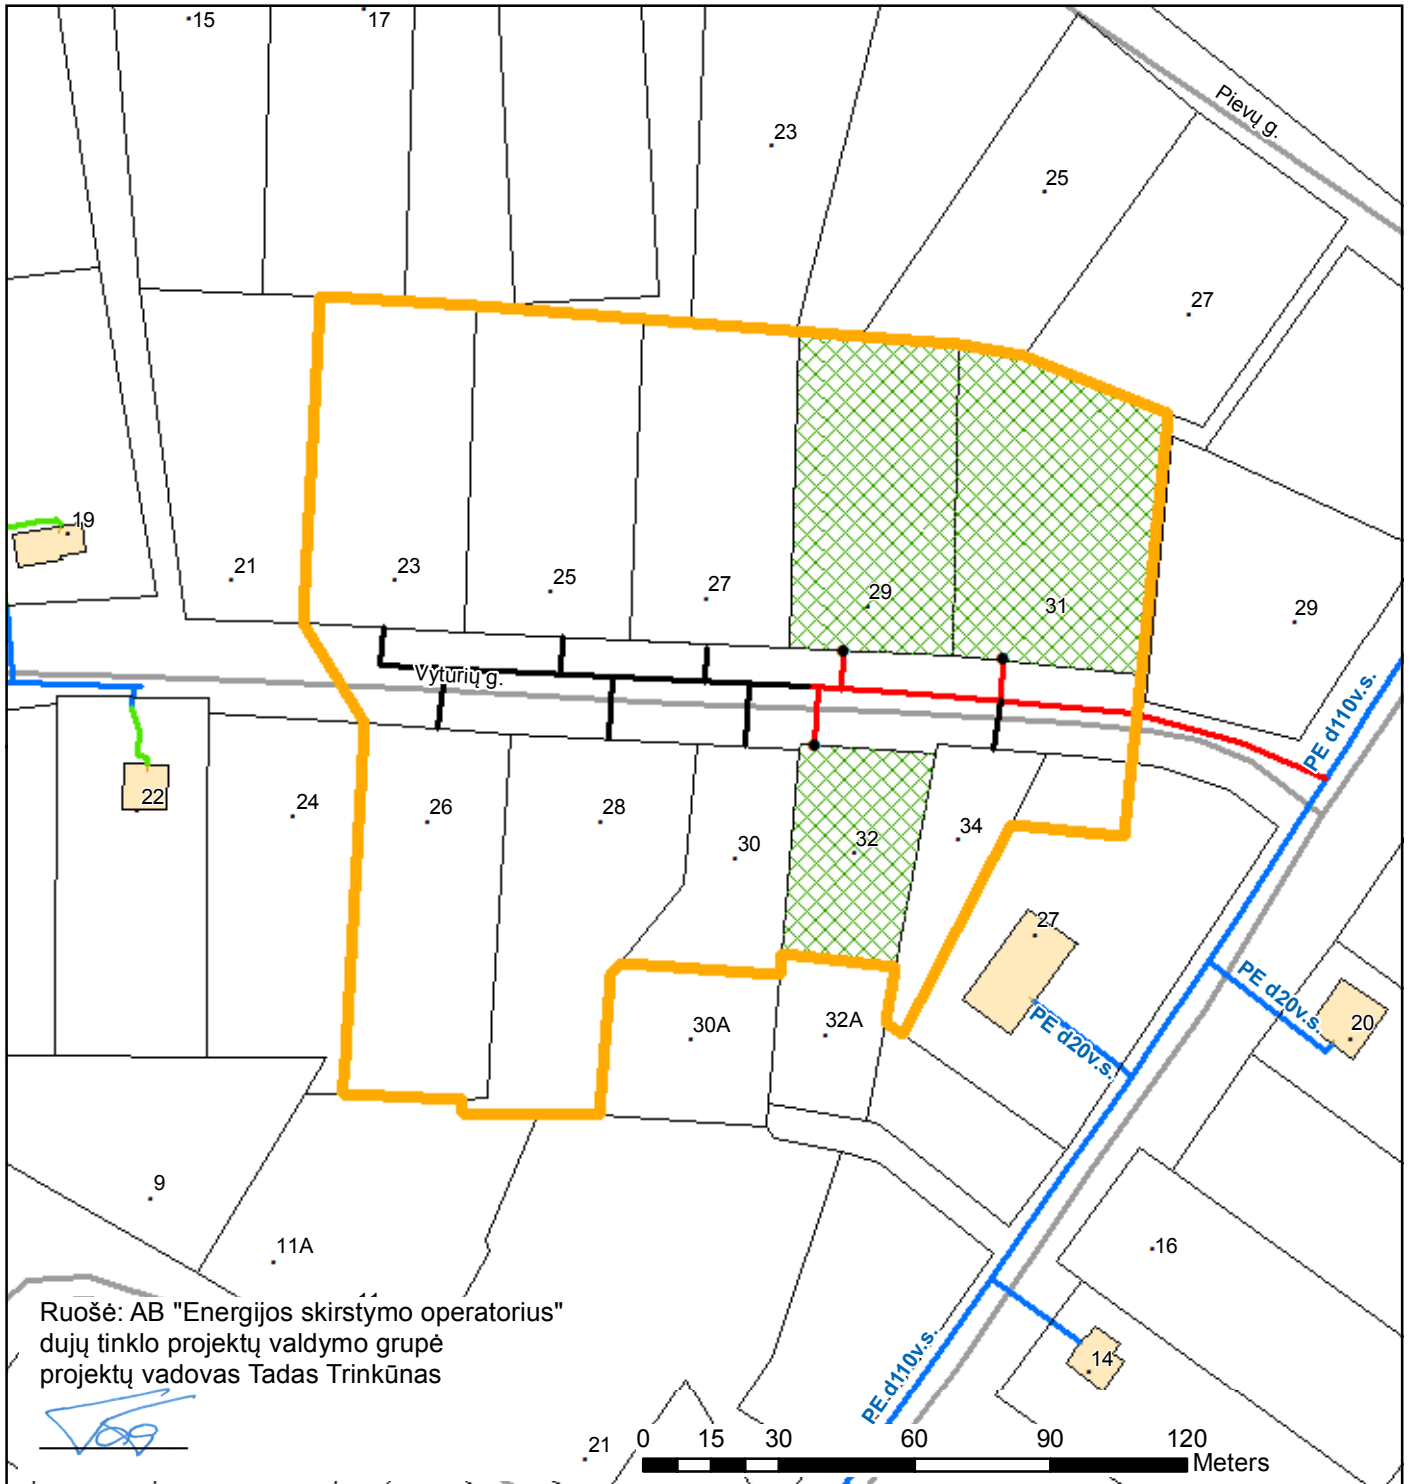 15
17
23
25
Pievų g.
27
19
21
23
25
27
29
31
29
Vyturių g.
PE d110v.s.
22
24
26
28
30
32
34
27
PE d20v.s.
PE d20v.s.
20
30A
32A
9
11A
16
14
PE d110v.s.
Ruošė: AB "Energijos skirstymo operatorius"
dujų tinklo projektų valdymo grupė
projektų vadovas Tadas Trinkūnas
21
0 15 30 60 90 120
Meters